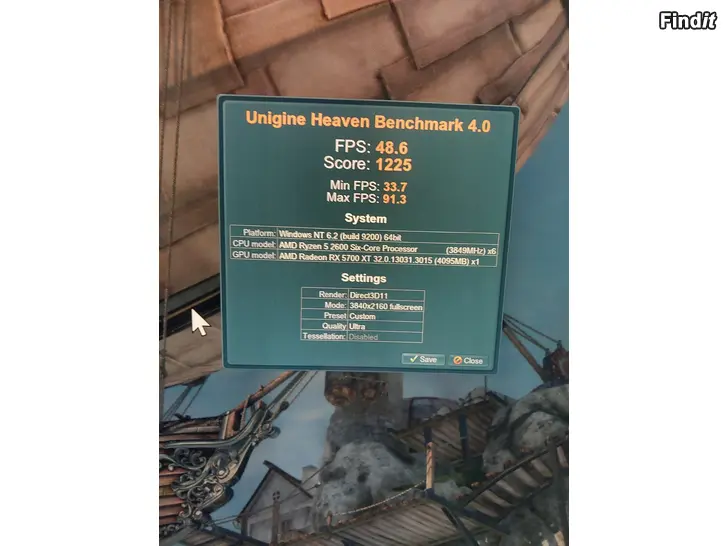 Findit
Unigine Heaven Benchmark 4.0
FPS: 48.6
Score: 1225
Min FPS: 33.7
Max FPS: 91.3
System
Platform: Windows NT 6.2 (build 9200) 64bit
CPU model: AMD Ryzen 5 2600 Six-Core Processor (3849MHz) x6
GPU model: AMD Radeon RX 5700 XT 32.0.13031.3015 (4095MB) x1
Settings
Render: Direct3D11
Mode: 3840x2160 fullscreen
Preset Custom
Quality Ultra
Tessellation: Disabled
Save Close